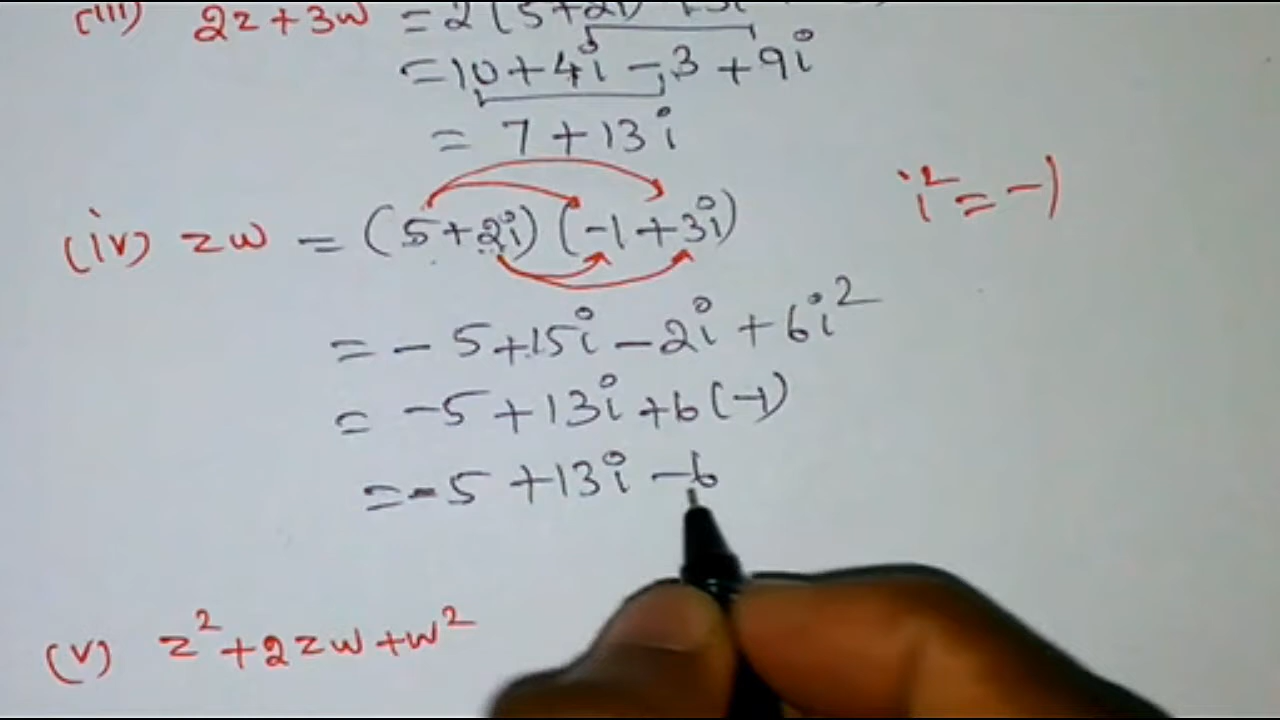 (iii) 2z + 3w = 2(5+2i) +3
= 10 + 4i - 3 + 9i
= 7 + 13i
(iv) zw = (5+2i)(-1+3i)
i² = -1
= - 5 + 15i - 2i + 6i²
= -5 + 13i + 6(-1)
= -5 + 13i - 6
(v) z² + 2zw + w²